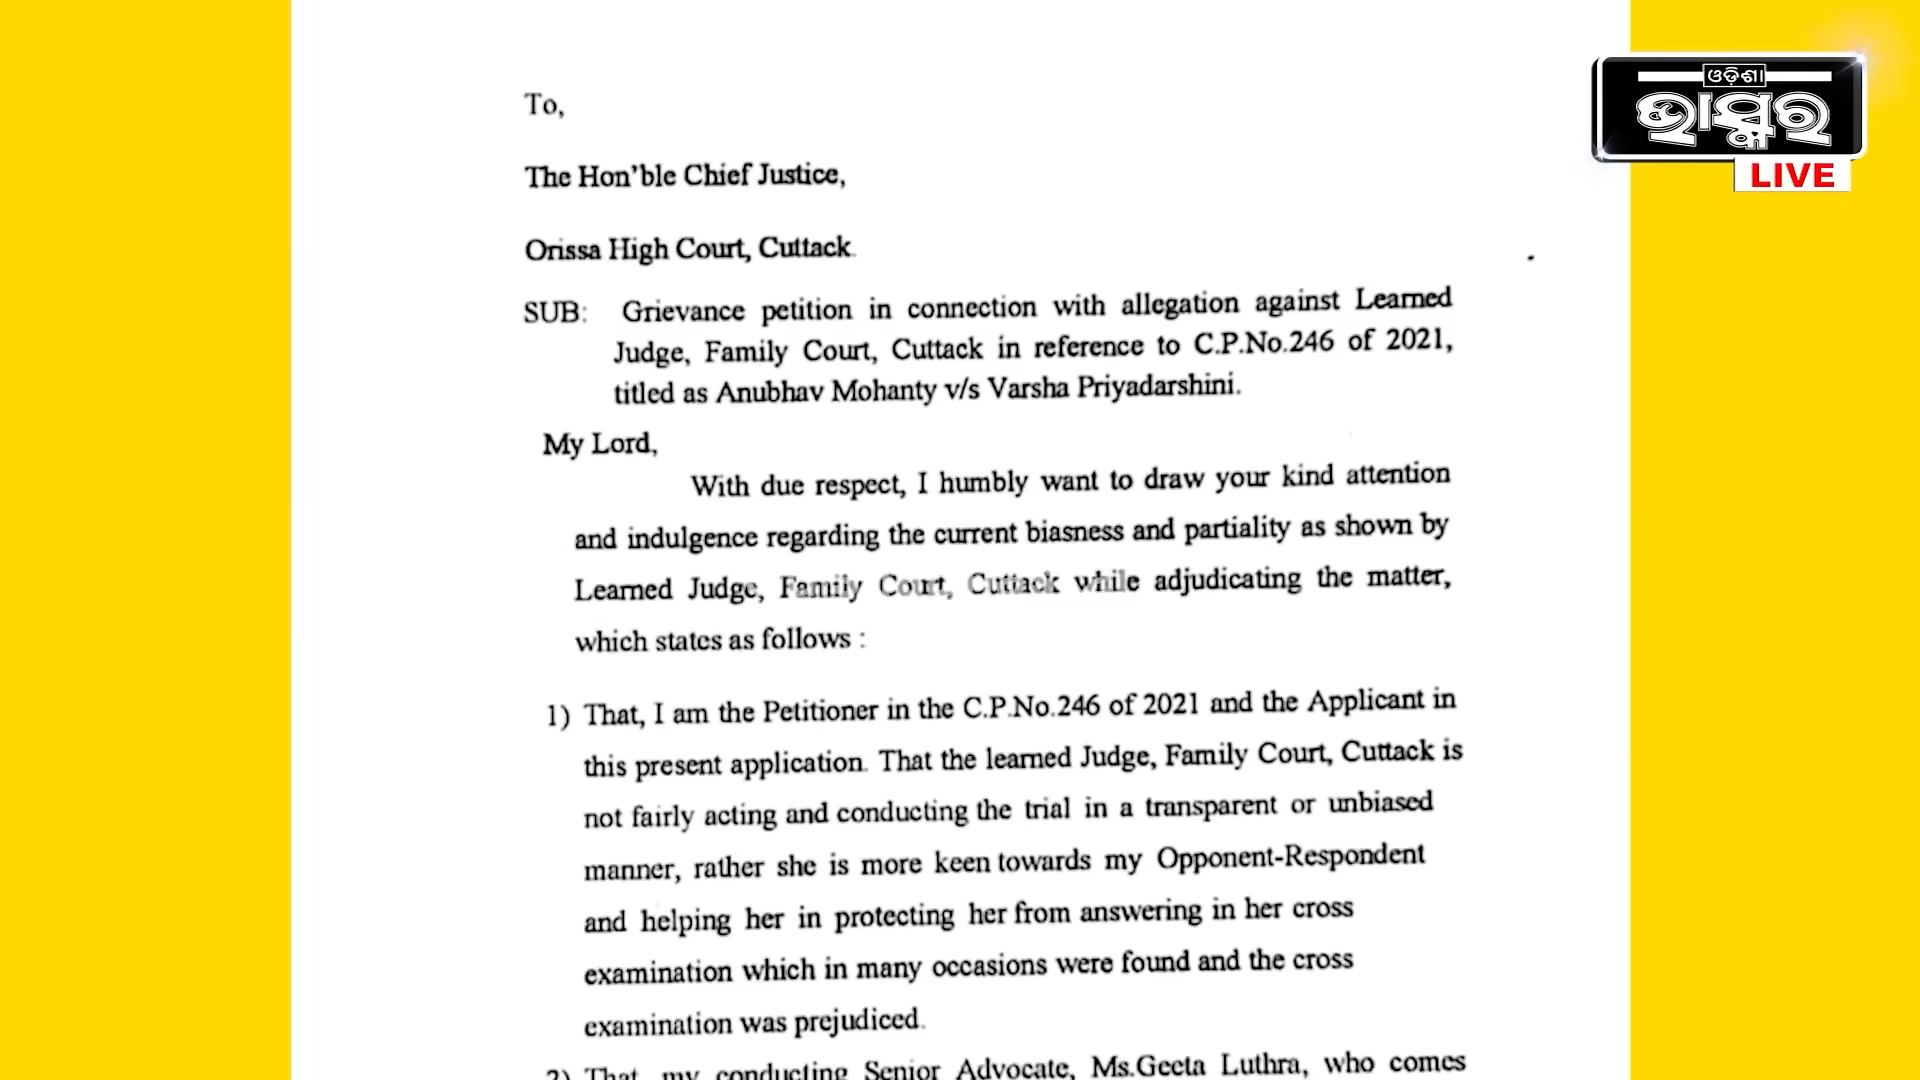 ଓଡ଼ିଶା
ଭାସ୍କର
LIVE
To,
The Hon'ble Chief Justice,
Orissa High Court, Cuttack.
SUB: Grievance petition in connection with allegation against Learned
Judge, Family Court, Cuttack in reference to C.P.No.246 of 2021,
titled as Anubhav Mohanty v/s Varsha Priyadarshini.
My Lord,
With due respect, I humbly want to draw your kind attention
and indulgence regarding the current biasness and partiality as shown by
Learned Judge, Family Court, Cuttack while adjudicating the matter,
which states as follows :
1) That, I am the Petitioner in the C.P.No.246 of 2021 and the Applicant in
this present application. That the learned Judge, Family Court, Cuttack is
not fairly acting and conducting the trial in a transparent or unbiased
manner, rather she is more keen towards my Opponent-Respondent
and helping her in protecting her from answering in her cross
examination which in many occasions were found and the cross
examination was prejudiced.
2) That, my conducting Senior Advocate, Ms.Geeta Luthra, who comes